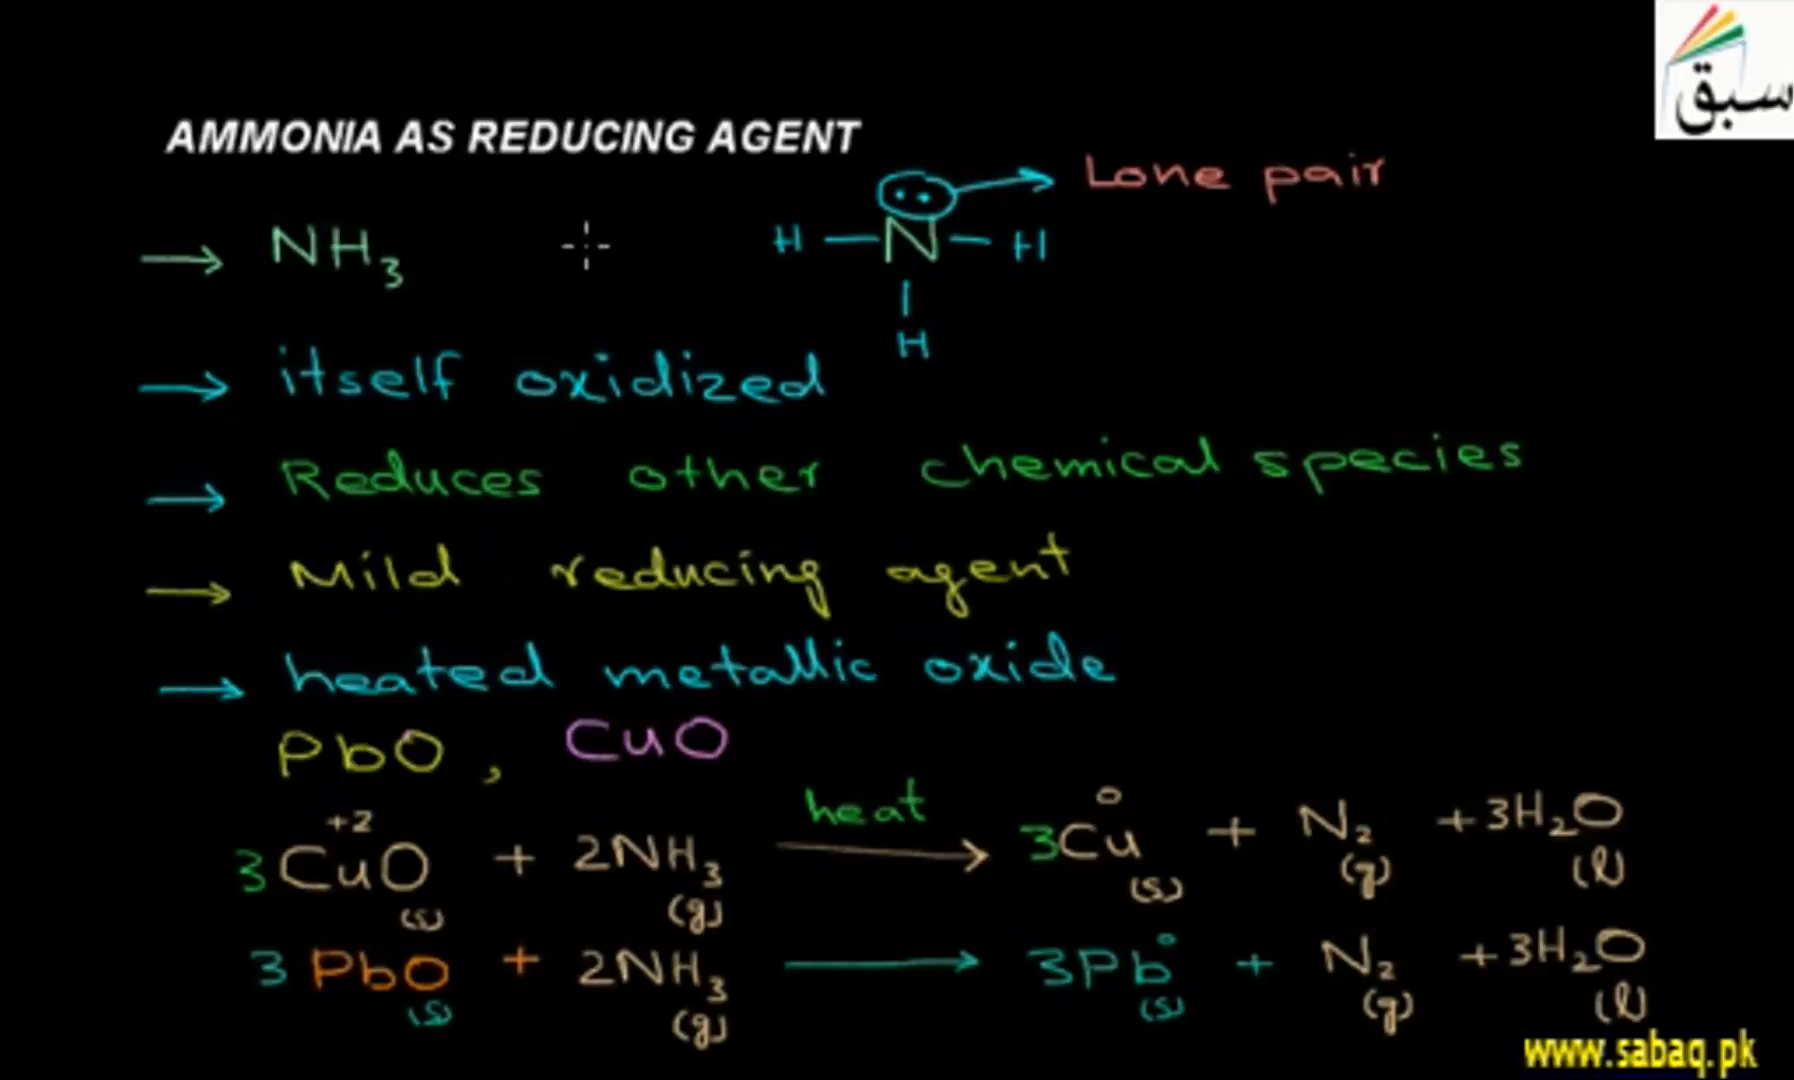 سبق
AMMONIA AS REDUCING AGENT
Lone pair
→ NH₃
H — N — H
H
→ itself oxidized
→ Reduces other chemical species
→ Mild reducing agent
→ heated metallic oxide
PbO, CuO
3CuO(s) + 2NH₃(g) heat → 3Cu(s) + N₂(g) + 3H₂O(l)
+2 0
3PbO(s) + 2NH₃(g) → 3Pb°(s) + N₂(g) + 3H₂O(l)
www.sabaq.pk